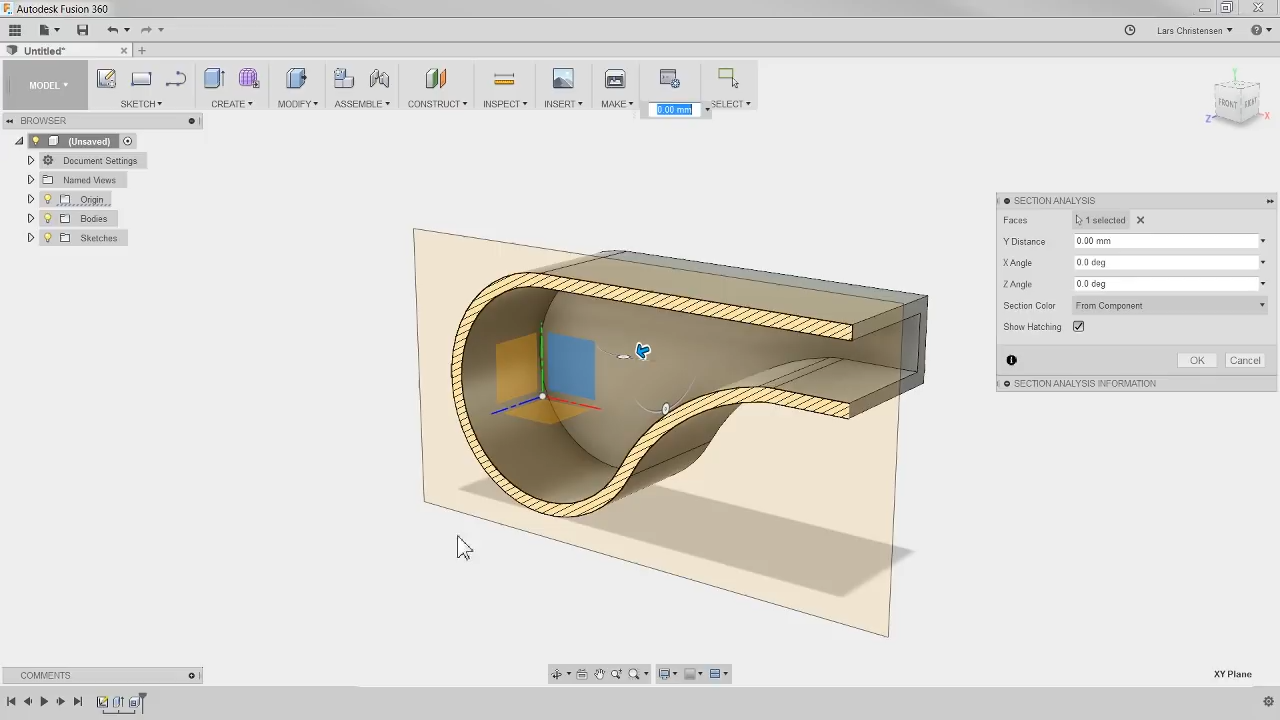 Autodesk Fusion 360
Lars Christensen
Untitled*
MODEL
SKETCH
CREATE
MODIFY
ASSEMBLE
CONSTRUCT
INSPECT
INSERT
MAKE
SELECT
0.00 mm
BROWSER
(Unsaved)
Document Settings
Named Views
Origin
Bodies
Sketches
Y
FRONT
Z
X
SECTION ANALYSIS
Faces 1 selected
Y Distance 0.00 mm
X Angle 0.0 deg
Z Angle 0.0 deg
Section Color From Component
Show Hatching
OK Cancel
SECTION ANALYSIS INFORMATION
COMMENTS
XY Plane